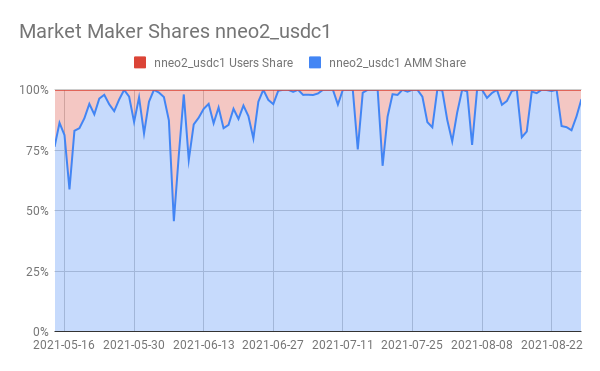 Market Maker Shares nneo2_usdc1
nneo2_usdc1 Users Share nneo2_usdc1 AMM Share
100%
75%
50%
25%
0%
2021-05-16 2021-05-30 2021-06-13 2021-06-27 2021-07-11 2021-07-25 2021-08-08 2021-08-22